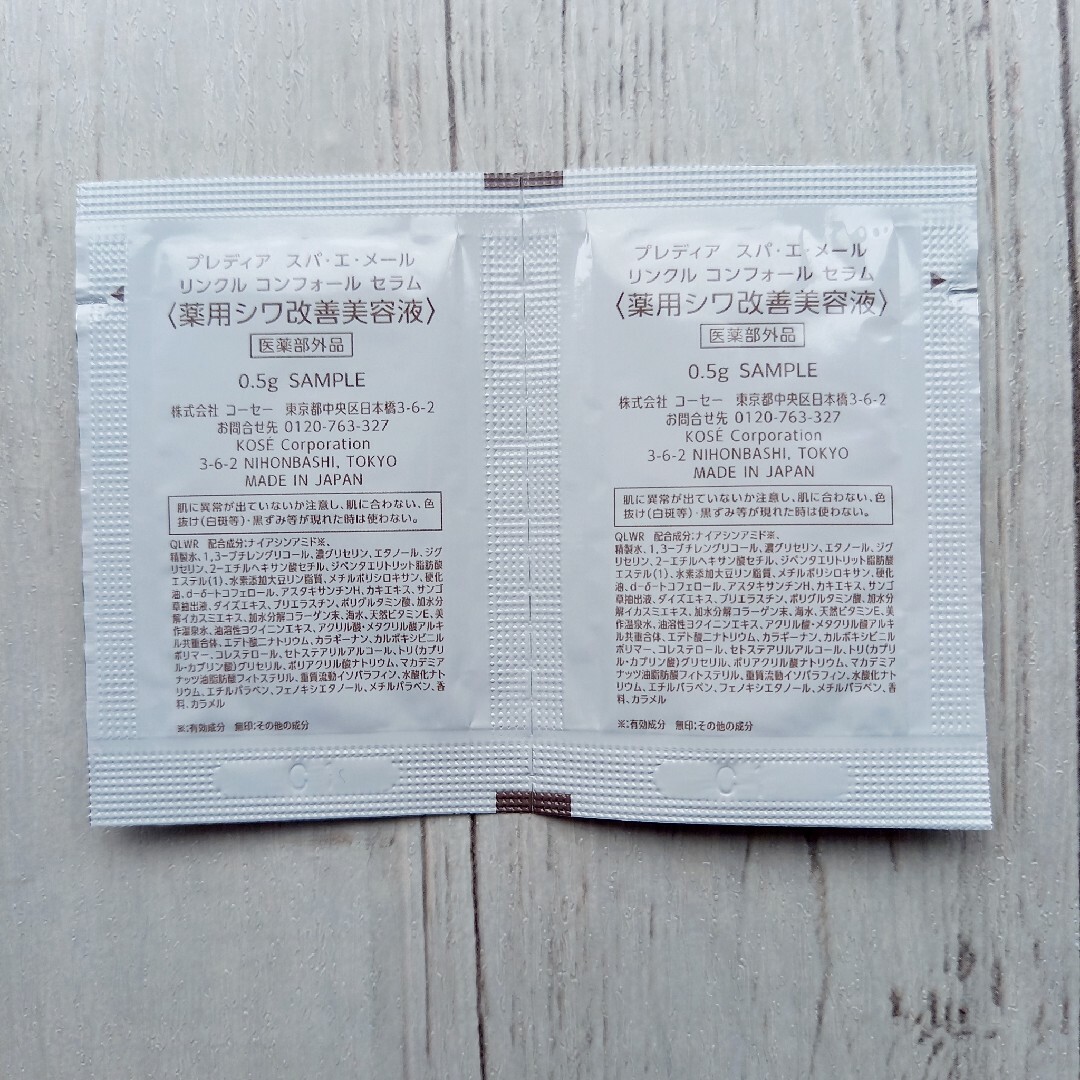 プレディア スパ・エ・メール
リンクル コンフォール セラム
〈薬用シワ改善美容液〉
医薬部外品
0.5g SAMPLE
株式会社 コーセー 東京都中央区日本橋3-6-2
お問合せ先 0120-763-327
KOSÉ Corporation
3-6-2 NIHONBASHI, TOKYO
MADE IN JAPAN
肌に異常が出ていないか注意し、肌に合わない、色
抜け(白斑等)・黒ずみ等が現れた時は使わない。
QLWR 配合成分:ナイアシンアミド※、
精製水、1,3-ブチレングリコール、濃グリセリン、エタノール、ジグ
リセリン、2-エチルヘキサン酸セチル、ジペンタエリトリット脂肪酸
エステル(1)、水素添加大豆リン脂質、メチルポリシロキサン、硬化
油、d-δ-トコフェロール、アスタキサンチンH、カキエキス、サンゴ
草抽出液、ダイズエキス、プリエラスチン、ポリグルタミン酸、加水分
解イカスミエキス、加水分解コラーゲン末、海水、天然ビタミンE、美
作温泉水、油溶性ヨクイニンエキス、アクリル酸・メタクリル酸アルキ
ル共重合体、エデト酸二ナトリウム、カラギーナン、カルボキシビニル
ポリマー、コレステロール、セトステアリルアルコール、トリ(カプリ
ル・カプリン酸)グリセリル、ポリアクリル酸ナトリウム、マカデミア
ナッツ油脂肪酸フィトステリル、重質流動イソパラフィン、水酸化ナト
リウム、エチルパラベン、フェノキシエタノール、メチルパラベン、香
料、カラメル
※:有効成分 無印:その他の成分
プレディア スパ・エ・メール
リンクル コンフォール セラム
〈薬用シワ改善美容液〉
医薬部外品
0.5g SAMPLE
株式会社 コーセー 東京都中央区日本橋3-6-2
お問合せ先 0120-763-327
KOSÉ Corporation
3-6-2 NIHONBASHI, TOKYO
MADE IN JAPAN
肌に異常が出ていないか注意し、肌に合わない、色
抜け(白斑等)・黒ずみ等が現れた時は使わない。
QLWR 配合成分:ナイアシンアミド※、
精製水、1,3-ブチレングリコール、濃グリセリン、エタノール、ジグ
リセリン、2-エチルヘキサン酸セチル、ジペンタエリトリット脂肪酸
エステル(1)、水素添加大豆リン脂質、メチルポリシロキサン、硬化
油、d-δ-トコフェロール、アスタキサンチンH、カキエキス、サンゴ
草抽出液、ダイズエキス、プリエラスチン、ポリグルタミン酸、加水分
解イカスミエキス、加水分解コラーゲン末、海水、天然ビタミンE、美
作温泉水、油溶性ヨクイニンエキス、アクリル酸・メタクリル酸アルキ
ル共重合体、エデト酸二ナトリウム、カラギーナン、カルボキシビニル
ポリマー、コレステロール、セトステアリルアルコール、トリ(カプリ
ル・カプリン酸)グリセリル、ポリアクリル酸ナトリウム、マカデミア
ナッツ油脂肪酸フィトステリル、重質流動イソパラフィン、水酸化ナト
リウム、エチルパラベン、フェノキシエタノール、メチルパラベン、香
料、カラメル
※:有効成分 無印:その他の成分